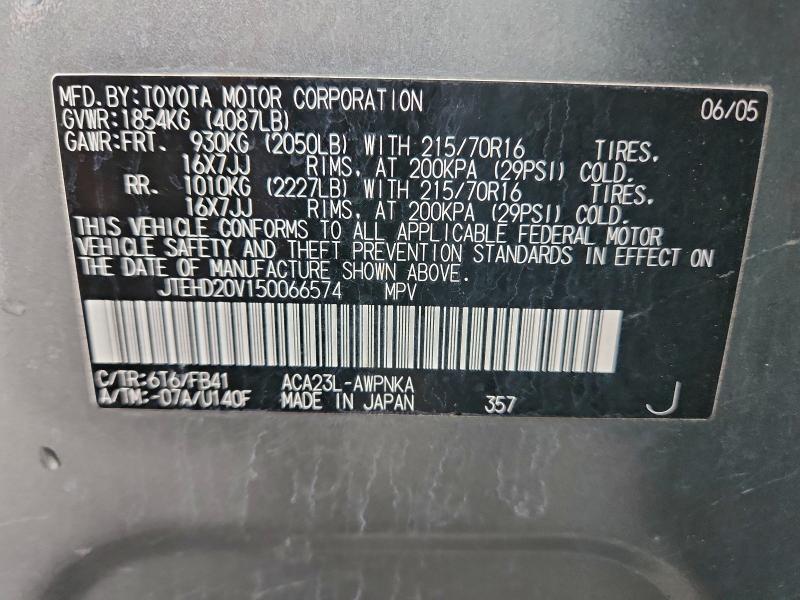 MFD.BY:TOYOTA MOTOR CORPORATION 06/05
GVWR:1854KG (4087LB)
GAWR:FRT. 930KG (2050LB) WITH 215/70R16 TIRES,
16X7JJ RIMS, AT 200KPA (29PSI) COLD.
RR. 1010KG (2227LB) WITH 215/70R16 TIRES,
16X7JJ RIMS, AT 200KPA (29PSI) COLD.
THIS VEHICLE CONFORMS TO ALL APPLICABLE FEDERAL MOTOR
VEHICLE SAFETY AND THEFT PREVENTION STANDARDS IN EFFECT ON
THE DATE OF MANUFACTURE SHOWN ABOVE.
JTEHD20V150066574 MPV
C/TR:6T6/FB41 ACA23L-AWPNKA
A/TM:-07A/U140F MADE IN JAPAN 357 J